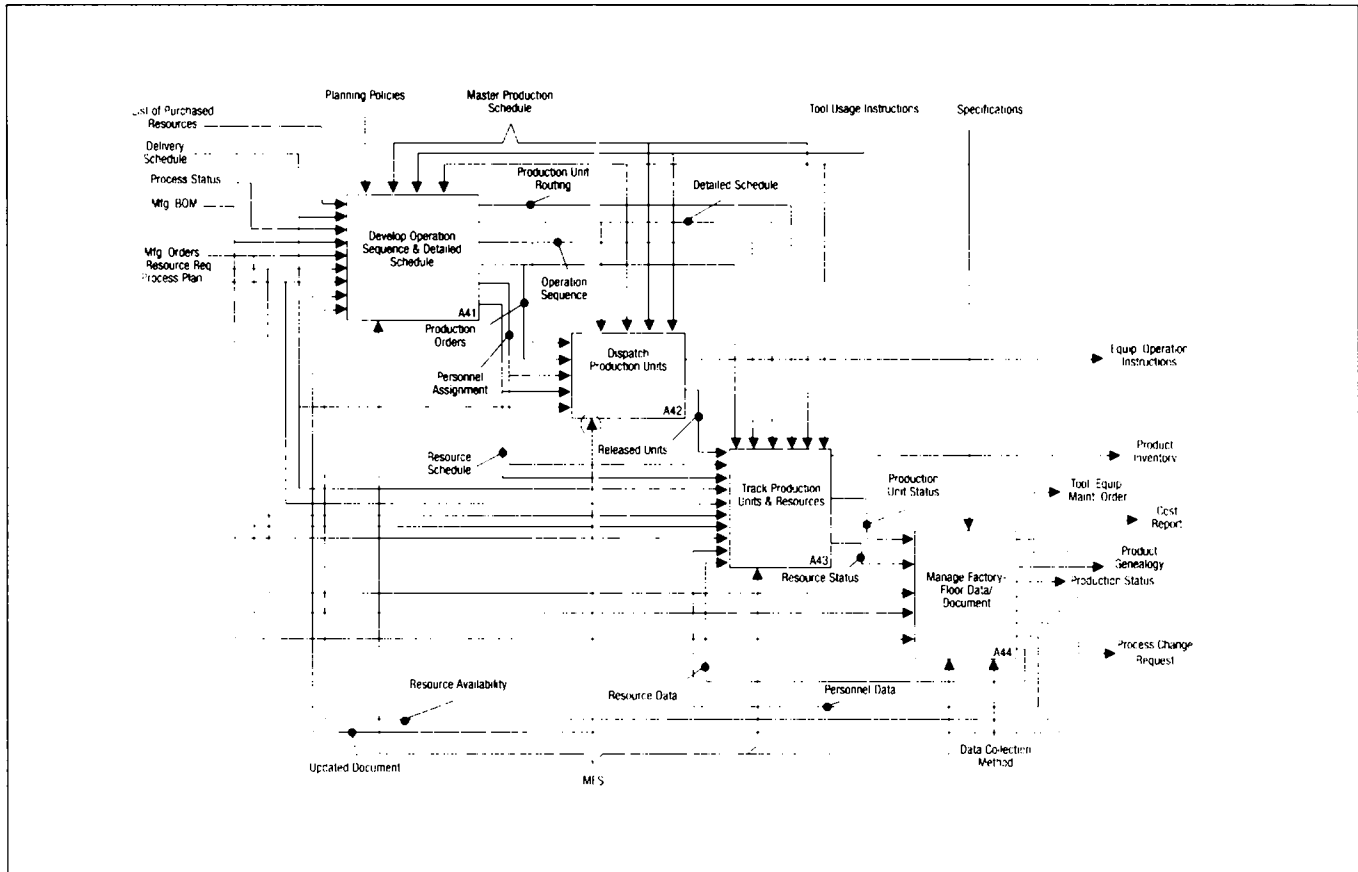 Planning Policies
Master Production
Schedule
Tool Usage Instructions
Specifications
List of Purchased
Resources
Delivery
Schedule
Process Status
Mfg. BOM
Mfg. Orders
Resource Req
Process Plan
Production Unit
Routing
Detailed Schedule
Develop Operation
Sequence & Detailed
Schedule
A41
Operation
Sequence
Production
Orders
Personnel
Assignment
Dispatch
Production Units
A42
Equip. Operation
Instructions
Released Units
Resource
Schedule
Track Production
Units & Resources
A43
Production
Unit Status
Resource Status
Product
Inventory
Tool Equip
Maint. Order
Cost
Report
Product
Genealogy
Production Status
Manage Factory-
Floor Data/
Document
A44
Process Change
Request
Resource Availability
Resource Data
Personnel Data
Updated Document
MES
Data Collection
Method